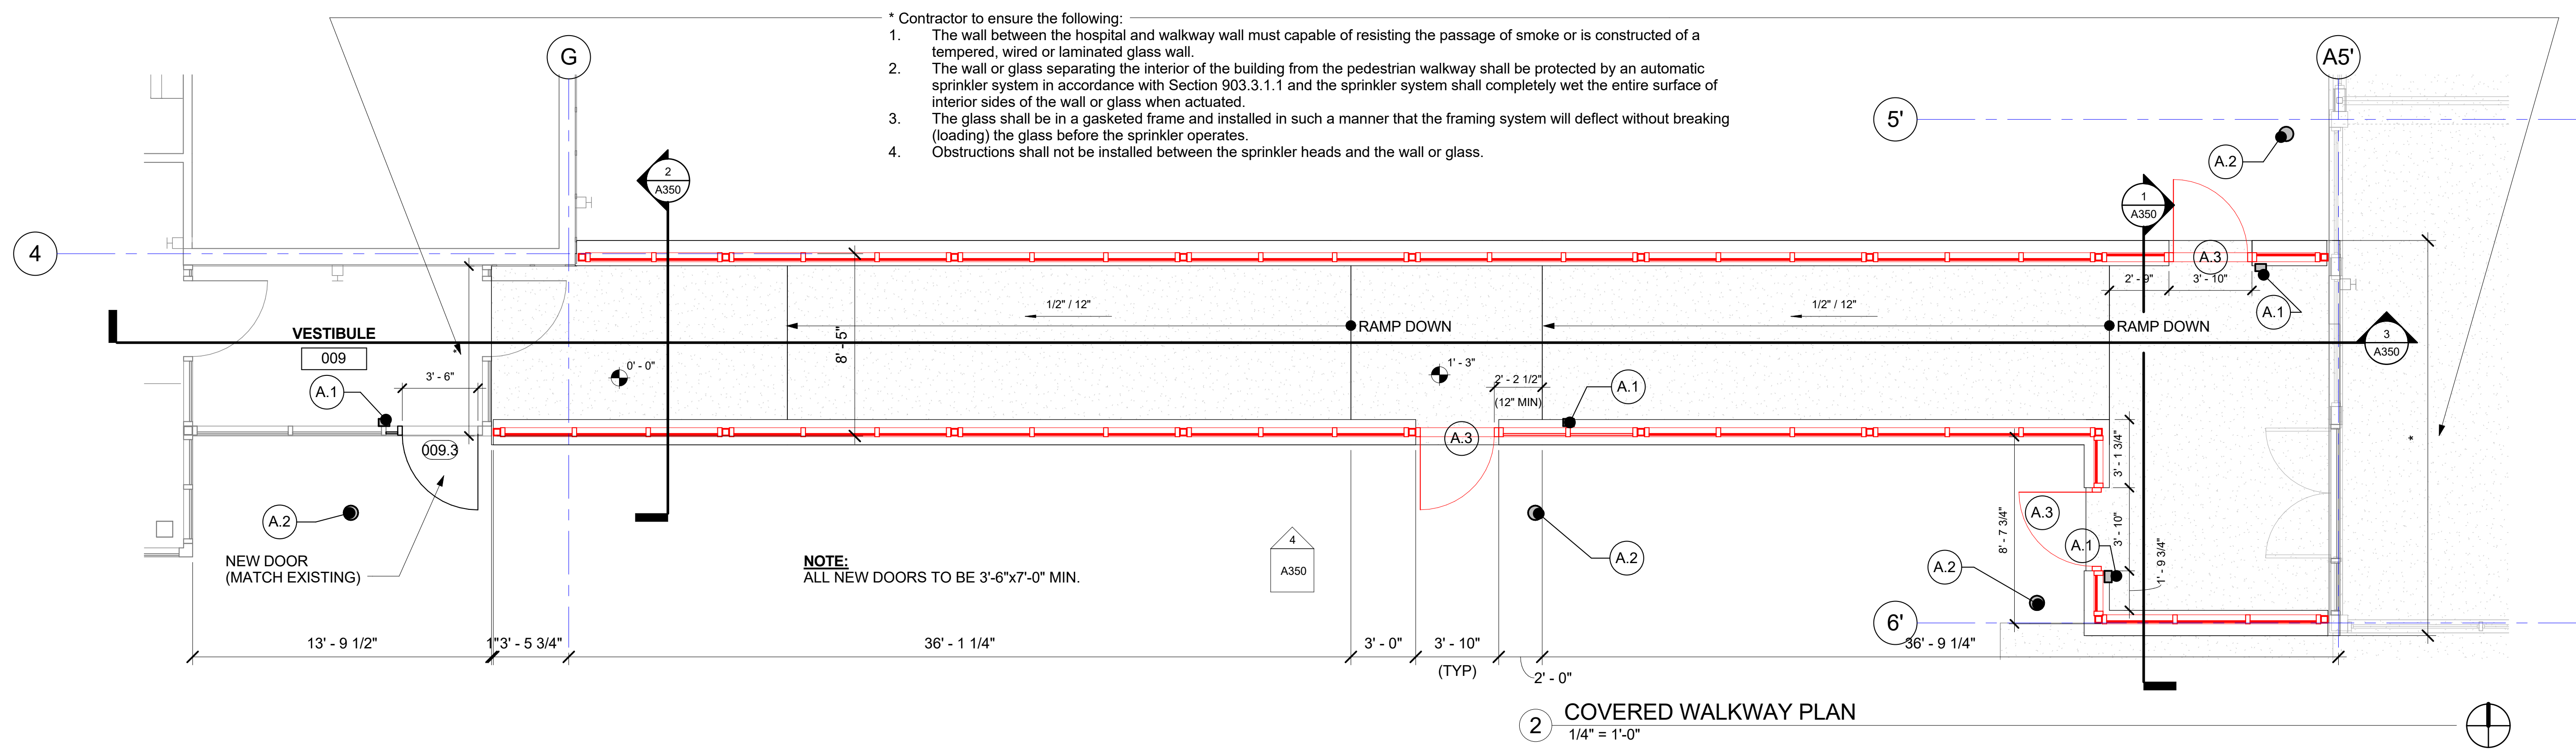 * Contractor to ensure the following:
1. The wall between the hospital and walkway wall must capable of resisting the passage of smoke or is constructed of a
tempered, wired or laminated glass wall.
2. The wall or glass separating the interior of the building from the pedestrian walkway shall be protected by an automatic
sprinkler system in accordance with Section 903.3.1.1 and the sprinkler system shall completely wet the entire surface of
interior sides of the wall or glass when actuated.
3. The glass shall be in a gasketed frame and installed in such a manner that the framing system will deflect without breaking
(loading) the glass before the sprinkler operates.
4. Obstructions shall not be installed between the sprinkler heads and the wall or glass.
G
A5'
5'
A.2
2
A350
1
A350
4
A.3
2' - 9"
3' - 10"
A.1
1/2" / 12"
1/2" / 12"
RAMP DOWN
RAMP DOWN
VESTIBULE
009
*
8' - 5"
3
A350
0' - 0"
1' - 3"
3' - 6"
A.1
2' - 2 1/2"
(12" MIN)
A.1
A.3
009.3
*
3' - 1 3/4"
A.2
A.3
3' - 10"
8' - 7 3/4"
A.1
1' - 9 3/4"
4
A350
A.2
A.2
NEW DOOR
(MATCH EXISTING)
NOTE:
ALL NEW DOORS TO BE 3'-6"x7'-0" MIN.
6'
13' - 9 1/2"
1"
3' - 5 3/4"
36' - 1 1/4"
3' - 0"
3' - 10"
(TYP)
2' - 0"
36' - 9 1/4"
2
COVERED WALKWAY PLAN
1/4" = 1'-0"